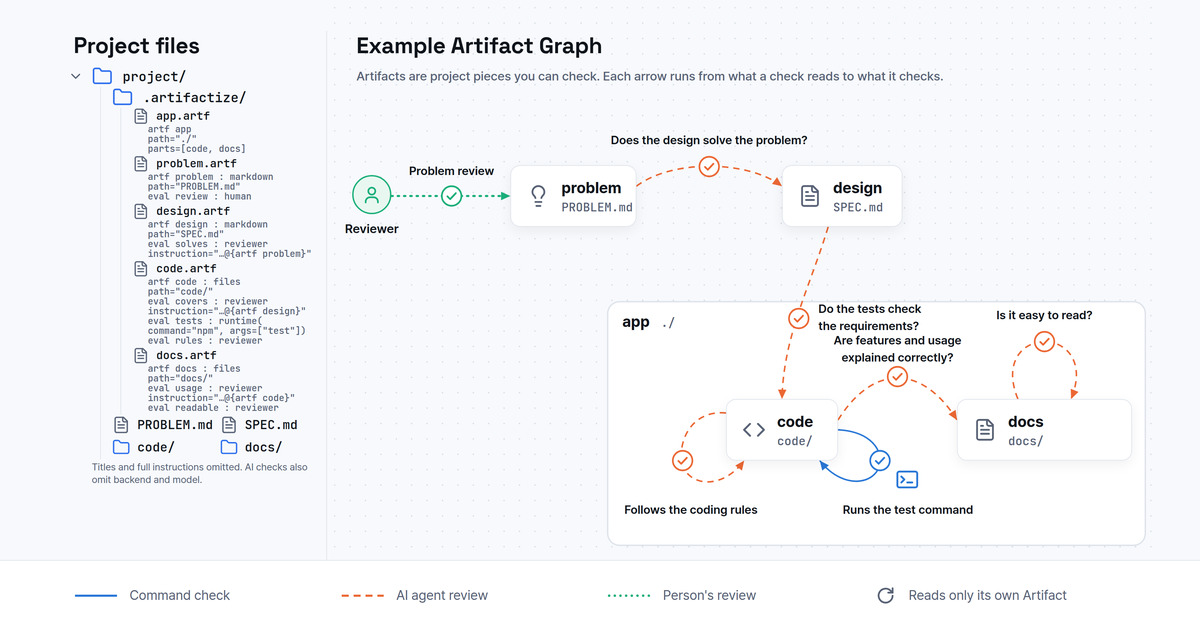 Project files
project/
.artifactize/
app.artf
artf app
path="./"
parts=[code, docs]
problem.artf
artf problem : markdown
path="PROBLEM.md"
eval review : human
design.artf
artf design : markdown
path="SPEC.md"
eval solves : reviewer
instruction="…@{artf problem}"
code.artf
artf code : files
path="code/"
eval covers : reviewer
instruction="…@{artf design}"
eval tests : runtime(
command="npm", args=["test"])
eval rules : reviewer
docs.artf
artf docs : files
path="docs/"
eval usage : reviewer
instruction="…@{artf code}"
eval readable : reviewer
PROBLEM.md SPEC.md
code/ docs/
Titles and full instructions omitted. AI checks also
omit backend and model.
Example Artifact Graph
Artifacts are project pieces you can check. Each arrow runs from what a check reads to what it checks.
Does the design solve the problem?
Problem review
Reviewer
problem
PROBLEM.md
design
SPEC.md
app ./
Do the tests check
the requirements?
Are features and usage
explained correctly?
Is it easy to read?
code
code/
docs
docs/
Follows the coding rules
Runs the test command
Command check
AI agent review
Person's review
Reads only its own Artifact